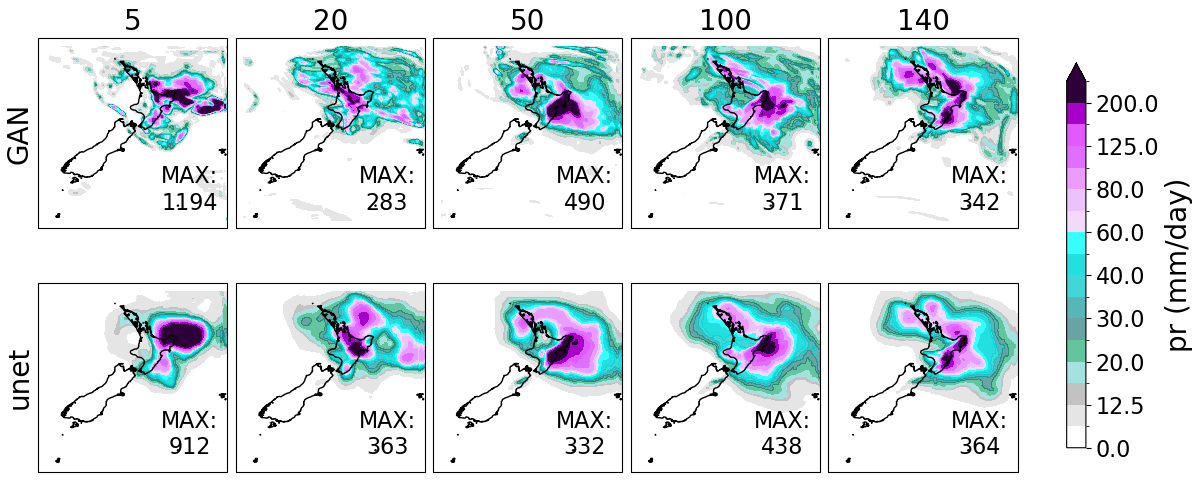 5 20 50 100 140
GAN
MAX: MAX: MAX: MAX: MAX:
1194 283 490 371 342
unet
MAX: MAX: MAX: MAX: MAX:
912 363 332 438 364
200.0
125.0
80.0
60.0
40.0
30.0
20.0
12.5
0.0
pr (mm/day)